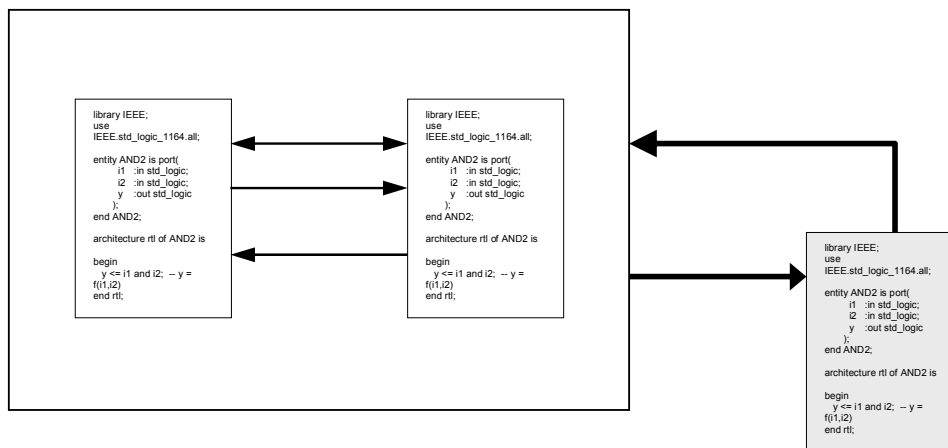 library IEEE;
use
IEEE.std_logic_1164.all;
entity AND2 is port(
i1 :in std_logic;
i2 :in std_logic;
y :out std_logic
);
end AND2;
architecture rtl of AND2 is
begin
y <= i1 and i2; -- y =
f(i1,i2)
end rtl;
library IEEE;
use
IEEE.std_logic_1164.all;
entity AND2 is port(
i1 :in std_logic;
i2 :in std_logic;
y :out std_logic
);
end AND2;
architecture rtl of AND2 is
begin
y <= i1 and i2; -- y =
f(i1,i2)
end rtl;
library IEEE;
use
IEEE.std_logic_1164.all;
entity AND2 is port(
i1 :in std_logic;
i2 :in std_logic;
y :out std_logic
);
end AND2;
architecture rtl of AND2 is
begin
y <= i1 and i2; -- y =
f(i1,i2)
end rtl;